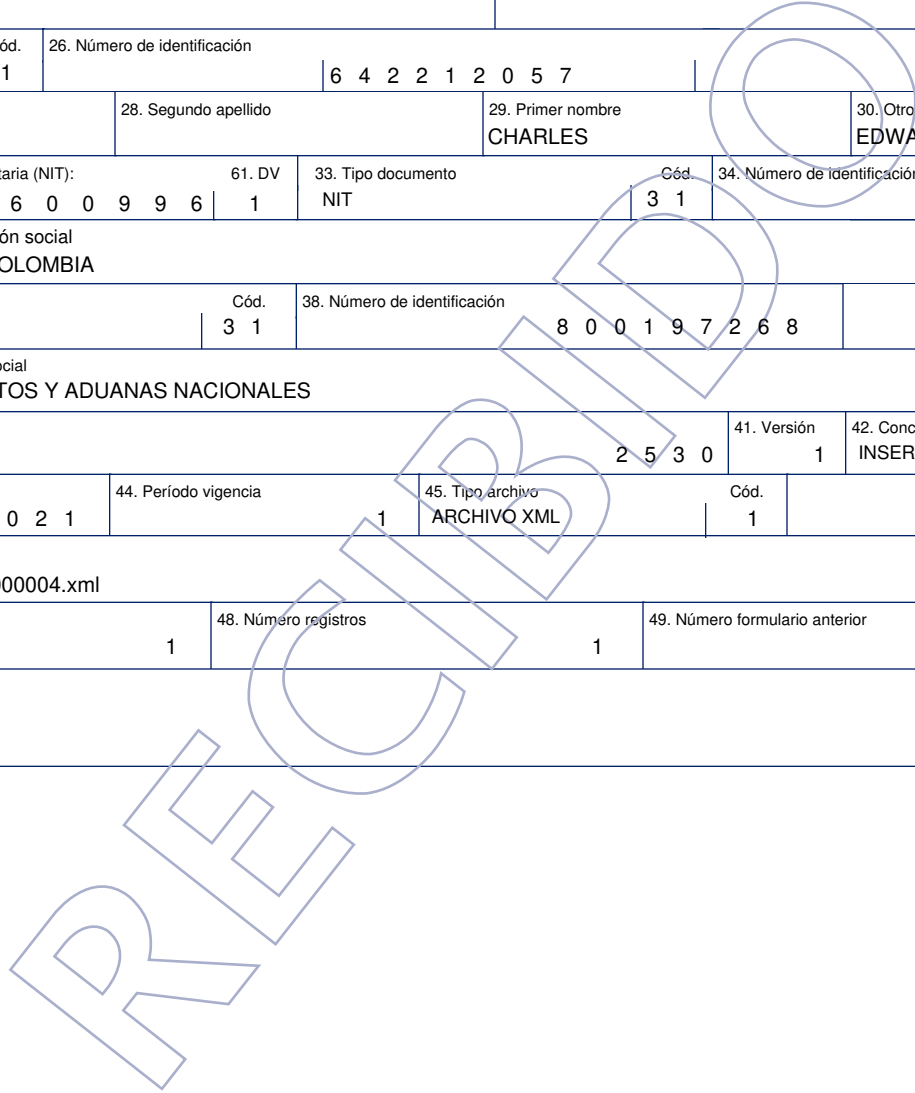 ód. 26. Número de identificación
1 6 4 2 2 1 2 0 5 7
28. Segundo apellido 29. Primer nombre 30. Otro
CHARLES EDWA
taria (NIT): 61. DV 33. Tipo documento Cód. 34. Número de identificación
6 0 0 9 9 6 1 NIT 3 1
ón social
OLOMBIA
Cód. 38. Número de identificación
3 1 8 0 0 1 9 7 2 6 8
ocial
TOS Y ADUANAS NACIONALES
41. Versión 42. Conc
2 5 3 0 1 INSER
44. Período vigencia 45. Tipo archivo Cód.
0 2 1 1 ARCHIVO XML 1
000004.xml
48. Número registros 49. Número formulario anterior
1 1
RECIBIDO